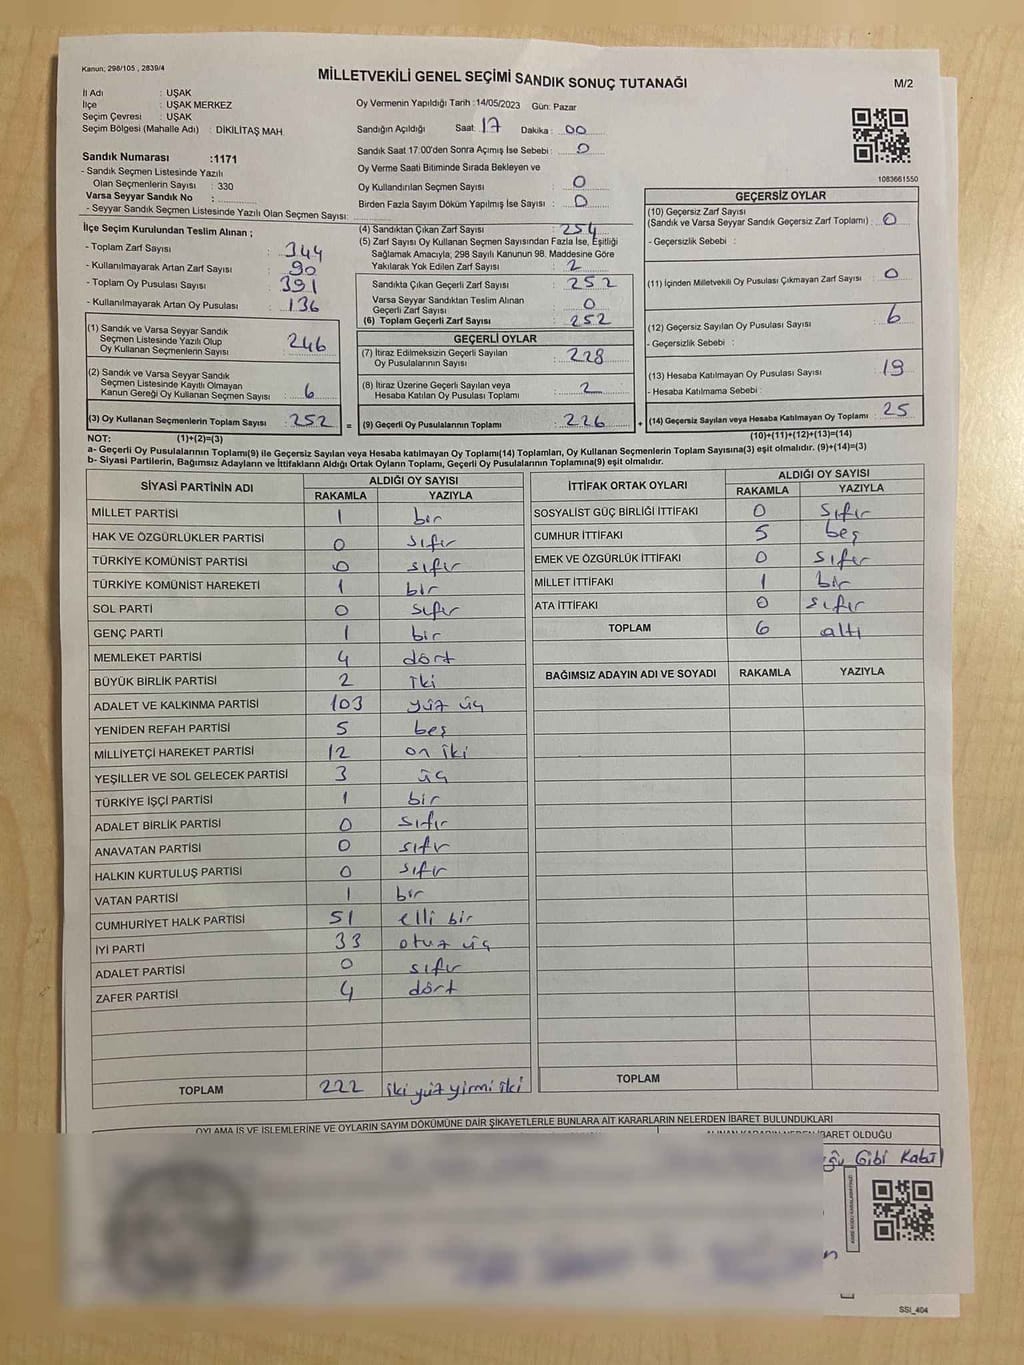 Kanun; 298/105 , 2839/4
MİLLETVEKİLİ GENEL SEÇİMİ SANDIK SONUÇ TUTANAĞI
M/2
İl Adı : UŞAK
İlçe : UŞAK MERKEZ
Seçim Çevresi : UŞAK
Seçim Bölgesi (Mahalle Adı) : DİKİLİTAŞ MAH
Sandık Numarası :1171
- Sandık Seçmen Listesinde Yazılı
Olan Seçmenlerin Sayısı : 330
Varsa Seyyar Sandık No :
- Seyyar Sandık Seçmen Listesinde Yazılı Olan Seçmen Sayısı:
Oy Vermenin Yapıldığı Tarih :14/05/2023 Gün: Pazar
Sandığın Açıldığı Saat: 17 Dakika : 00
Sandık Saat 17:00'den Sonra Açımış İse Sebebi : 0
Oy Verme Saati Bitiminde Sırada Bekleyen ve
Oy Kullandırılan Seçmen Sayısı : 0
Birden Fazla Sayım Döküm Yapılmış İse Sayısı : 0
1083661550
İlçe Seçim Kurulundan Teslim Alınan ;
- Toplam Zarf Sayısı : 344
- Kullanılmayarak Artan Zarf Sayısı : 90
- Toplam Oy Pusulası Sayısı : 391
- Kullanılmayarak Artan Oy Pusulası : 136
(1) Sandık ve Varsa Seyyar Sandık
Seçmen Listesinde Yazılı Olup
Oy Kullanan Seçmenlerin Sayısı : 246
(2) Sandık ve Varsa Seyyar Sandık
Seçmen Listesinde Kayıtlı Olmayan
Kanun Gereği Oy Kullanan Seçmen Sayısı : 6
(3) Oy Kullanan Seçmenlerin Toplam Sayısı : 252 =
(4) Sandıktan Çıkan Zarf Sayısı : 254
(5) Zarf Sayısı Oy Kullanan Seçmen Sayısından Fazla İse, Eşitliği
Sağlamak Amacıyla; 298 Sayılı Kanunun 98. Maddesine Göre
Yakılarak Yok Edilen Zarf Sayısı : 2
Sandıkta Çıkan Geçerli Zarf Sayısı : 252
Varsa Seyyar Sandıktan Teslim Alınan
Geçerli Zarf Sayısı : 0
(6) Toplam Geçerli Zarf Sayısı : 252
GEÇERLİ OYLAR
(7) İtiraz Edilmeksizin Geçerli Sayılan
Oy Pusulalarının Sayısı : 228
(8) İtiraz Üzerine Geçerli Sayılan veya
Hesaba Katılan Oy Pusulası Toplamı : 2
(9) Geçerli Oy Pusulalarının Toplamı : 226 +
GEÇERSİZ OYLAR
(10) Geçersiz Zarf Sayısı
(Sandık ve Varsa Seyyar Sandık Geçersiz Zarf Toplamı) : 0
- Geçersizlik Sebebi :
(11) İçinden Milletvekili Oy Pusulası Çıkmayan Zarf Sayısı : 0
(12) Geçersiz Sayılan Oy Pusulası Sayısı : 6
- Geçersizlik Sebebi :
(13) Hesaba Katılmayan Oy Pusulası Sayısı : 19
- Hesaba Katılmama Sebebi :
(14) Geçersiz Sayılan veya Hesaba Katılmayan Oy Toplamı : 25
NOT: (1)+(2)=(3) (10)+(11)+(12)+(13)=(14)
a- Geçerli Oy Pusulalarının Toplamı(9) ile Geçersiz Sayılan veya Hesaba katılmayan Oy Toplamı(14) Toplamları, Oy Kullanan Seçmenlerin Toplam Sayısına(3) eşit olmalıdır. (9)+(14)=(3)
b- Siyasi Partilerin, Bağımsız Adayların ve İttifakların Aldığı Ortak Oyların Toplamı, Geçerli Oy Pusulalarının Toplamına(9) eşit olmalıdır.
SİYASİ PARTİNİN ADI ALDIĞI OY SAYISI
RAKAMLA YAZIYLA
MİLLET PARTİSİ 1 bir
HAK VE ÖZGÜRLÜKLER PARTİSİ 0 sıfır
TÜRKİYE KOMÜNİST PARTİSİ 0 sıfır
TÜRKİYE KOMÜNİST HAREKETİ 1 bir
SOL PARTİ 0 sıfır
GENÇ PARTİ 1 bir
MEMLEKET PARTİSİ 4 dört
BÜYÜK BİRLİK PARTİSİ 2 iki
ADALET VE KALKINMA PARTİSİ 103 yüz üç
YENİDEN REFAH PARTİSİ 5 beş
MİLLİYETÇİ HAREKET PARTİSİ 12 on iki
YEŞİLLER VE SOL GELECEK PARTİSİ 3 üç
TÜRKİYE İŞÇİ PARTİSİ 1 bir
ADALET BİRLİK PARTİSİ 0 sıfır
ANAVATAN PARTİSİ 0 sıfır
HALKIN KURTULUŞ PARTİSİ 0 sıfır
VATAN PARTİSİ 1 bir
CUMHURİYET HALK PARTİSİ 51 elli bir
İYİ PARTİ 33 otuz üç
ADALET PARTİSİ 0 sıfır
ZAFER PARTİSİ 4 dört
TOPLAM 222 iki yüz yirmi iki
İTTİFAK ORTAK OYLARI ALDIĞI OY SAYISI
RAKAMLA YAZIYLA
SOSYALİST GÜÇ BİRLİĞİ İTTİFAKI 0 sıfır
CUMHUR İTTİFAKI 5 beş
EMEK VE ÖZGÜRLÜK İTTİFAKI 0 sıfır
MİLLET İTTİFAKI 1 bir
ATA İTTİFAKI 0 sıfır
TOPLAM 6 altı
BAĞIMSIZ ADAYIN ADI VE SOYADI RAKAMLA YAZIYLA
TOPLAM
OYLAMA İŞ VE İŞLEMLERİNE VE OYLARIN SAYIM DÖKÜMÜNE DAİR ŞİKAYETLERLE BUNLARA AİT KARARLARIN NELERDEN İBARET BULUNDUKLARI
İBARET OLDUĞU
Gibi Kabul
SSI_404